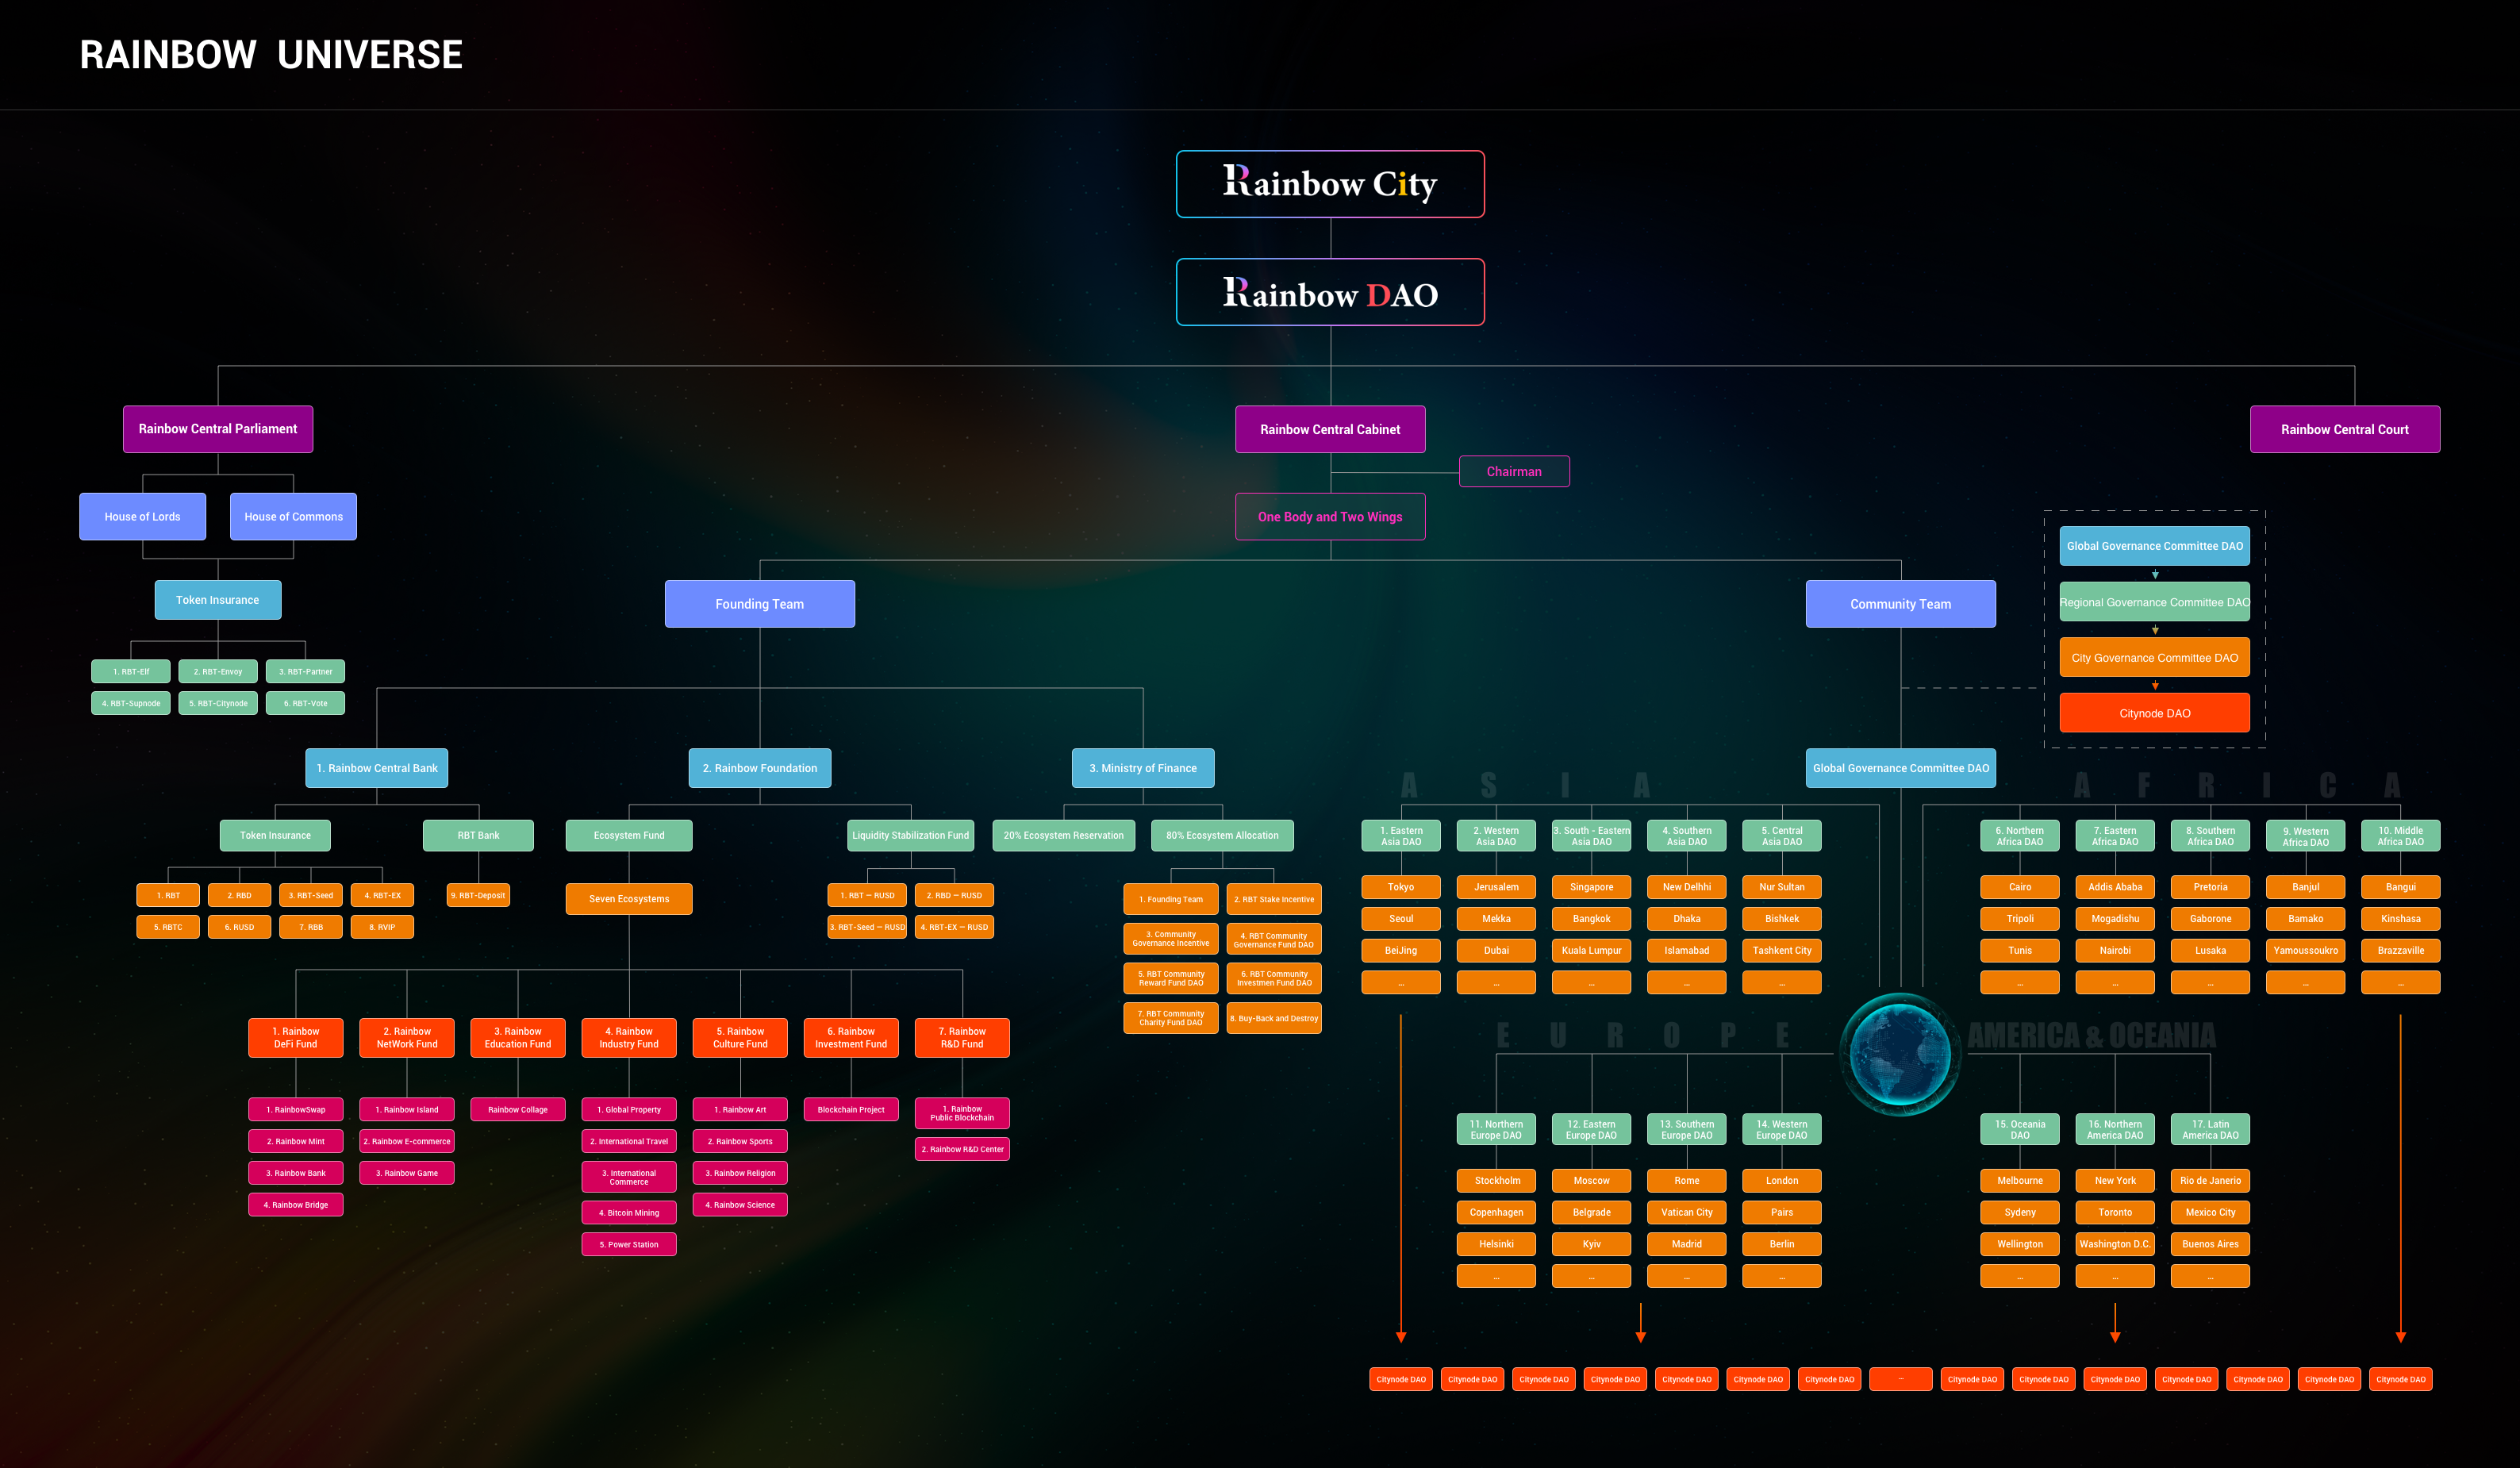 RAINBOW UNIVERSE
Rainbow City
Rainbow DAO
Rainbow Central Parliament
Rainbow Central Cabinet
Rainbow Central Court
Chairman
One Body and Two Wings
House of Lords
House of Commons
Token Insurance
1. RBT-Elf
2. RBT-Envoy
3. RBT-Partner
4. RBT-Supnode
5. RBT-Citynode
6. RBT-Vote
Founding Team
Community Team
Global Governance Committee DAO
Regional Governance Committee DAO
City Governance Committee DAO
Citynode DAO
1. Rainbow Central Bank
2. Rainbow Foundation
3. Ministry of Finance
Global Governance Committee DAO
Token Insurance
RBT Bank
Ecosystem Fund
Liquidity Stabilization Fund
20% Ecosystem Reservation
80% Ecosystem Allocation
1. RBT
2. RBD
3. RBT-Seed
4. RBT-EX
5. RBTC
6. RUSD
7. RBB
8. RVIP
9. RBT-Deposit
Seven Ecosystems
1. RBT — RUSD
2. RBD — RUSD
3. RBT-Seed — RUSD
4. RBT-EX — RUSD
1. Founding Team
2. RBT Stake Incentive
3. Community
Governance Incentive
4. RBT Community
Governance Fund DAO
5. RBT Community
Reward Fund DAO
6. RBT Community
Investmen Fund DAO
7. RBT Community
Charity Fund DAO
8. Buy-Back and Destroy
1. Rainbow
DeFi Fund
2. Rainbow
NetWork Fund
3. Rainbow
Education Fund
4. Rainbow
Industry Fund
5. Rainbow
Culture Fund
6. Rainbow
Investment Fund
7. Rainbow
R&D Fund
1. RainbowSwap
2. Rainbow Mint
3. Rainbow Bank
4. Rainbow Bridge
1. Rainbow Island
2. Rainbow E-commerce
3. Rainbow Game
Rainbow Collage
1. Global Property
2. International Travel
3. International
Commerce
4. Bitcoin Mining
5. Power Station
1. Rainbow Art
2. Rainbow Sports
3. Rainbow Religion
4. Rainbow Science
Blockchain Project
1. Rainbow
Public Blockchain
2. Rainbow R&D Center
ASIA
1. Eastern
Asia DAO
Tokyo
Seoul
BeiJing
...
2. Western
Asia DAO
Jerusalem
Mekka
Dubai
...
3. South - Eastern
Asia DAO
Singapore
Bangkok
Kuala Lumpur
...
4. Southern
Asia DAO
New Delhhi
Dhaka
Islamabad
...
5. Central
Asia DAO
Nur Sultan
Bishkek
Tashkent City
...
AFRICA
6. Northern
Africa DAO
Cairo
Tripoli
Tunis
...
7. Eastern
Africa DAO
Addis Ababa
Mogadishu
Nairobi
...
8. Southern
Africa DAO
Pretoria
Gaborone
Lusaka
...
9. Western
Africa DAO
Banjul
Bamako
Yamoussoukro
...
10. Middle
Africa DAO
Bangui
Kinshasa
Brazzaville
...
EUROPE
11. Northern
Europe DAO
Stockholm
Copenhagen
Helsinki
...
12. Eastern
Europe DAO
Moscow
Belgrade
Kyiv
...
13. Southern
Europe DAO
Rome
Vatican City
Madrid
...
14. Western
Europe DAO
London
Pairs
Berlin
...
AMERICA & OCEANIA
15. Oceania
DAO
Melbourne
Sydeny
Wellington
...
16. Northern
America DAO
New York
Toronto
Washington D.C.
...
17. Latin
America DAO
Rio de Janerio
Mexico City
Buenos Aires
...
Citynode DAO
Citynode DAO
Citynode DAO
Citynode DAO
Citynode DAO
Citynode DAO
Citynode DAO
...
Citynode DAO
Citynode DAO
Citynode DAO
Citynode DAO
Citynode DAO
Citynode DAO
Citynode DAO